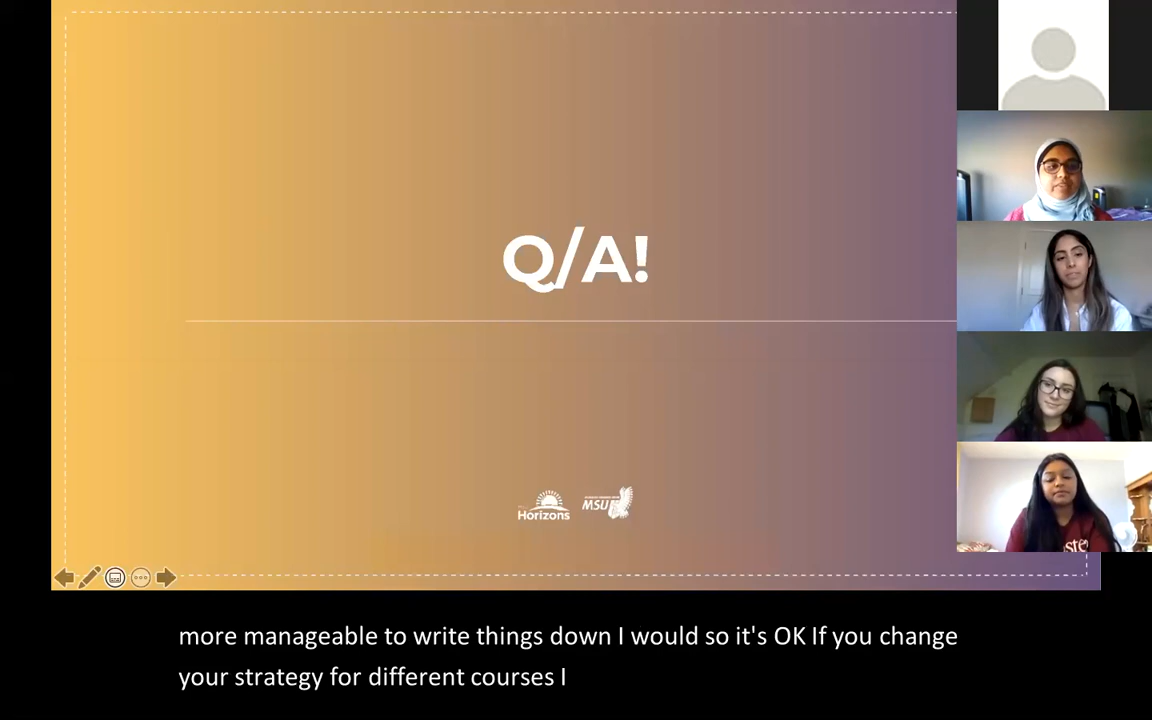 Q/A!
Horizons
MSU
more manageable to write things down I would so it's OK If you change
your strategy for different courses I